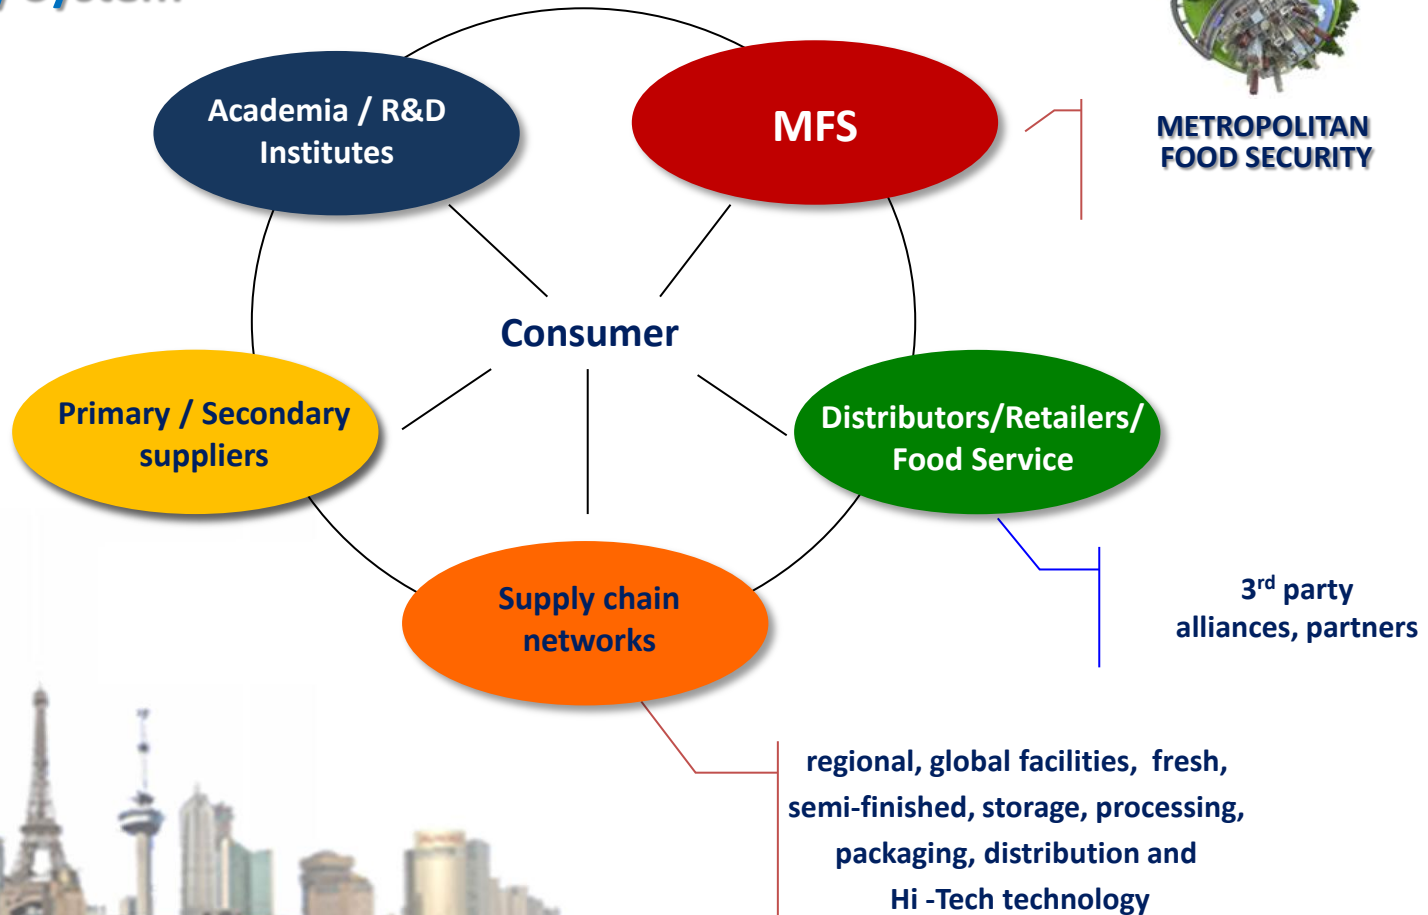 System
Academia / R&D
Institutes
MFS
METROPOLITAN
FOOD SECURITY
Consumer
Primary / Secondary
suppliers
Distributors/Retailers/
Food Service
Supply chain
networks
3rd party
alliances, partners
regional, global facilities, fresh,
semi-finished, storage, processing,
packaging, distribution and
Hi -Tech technology